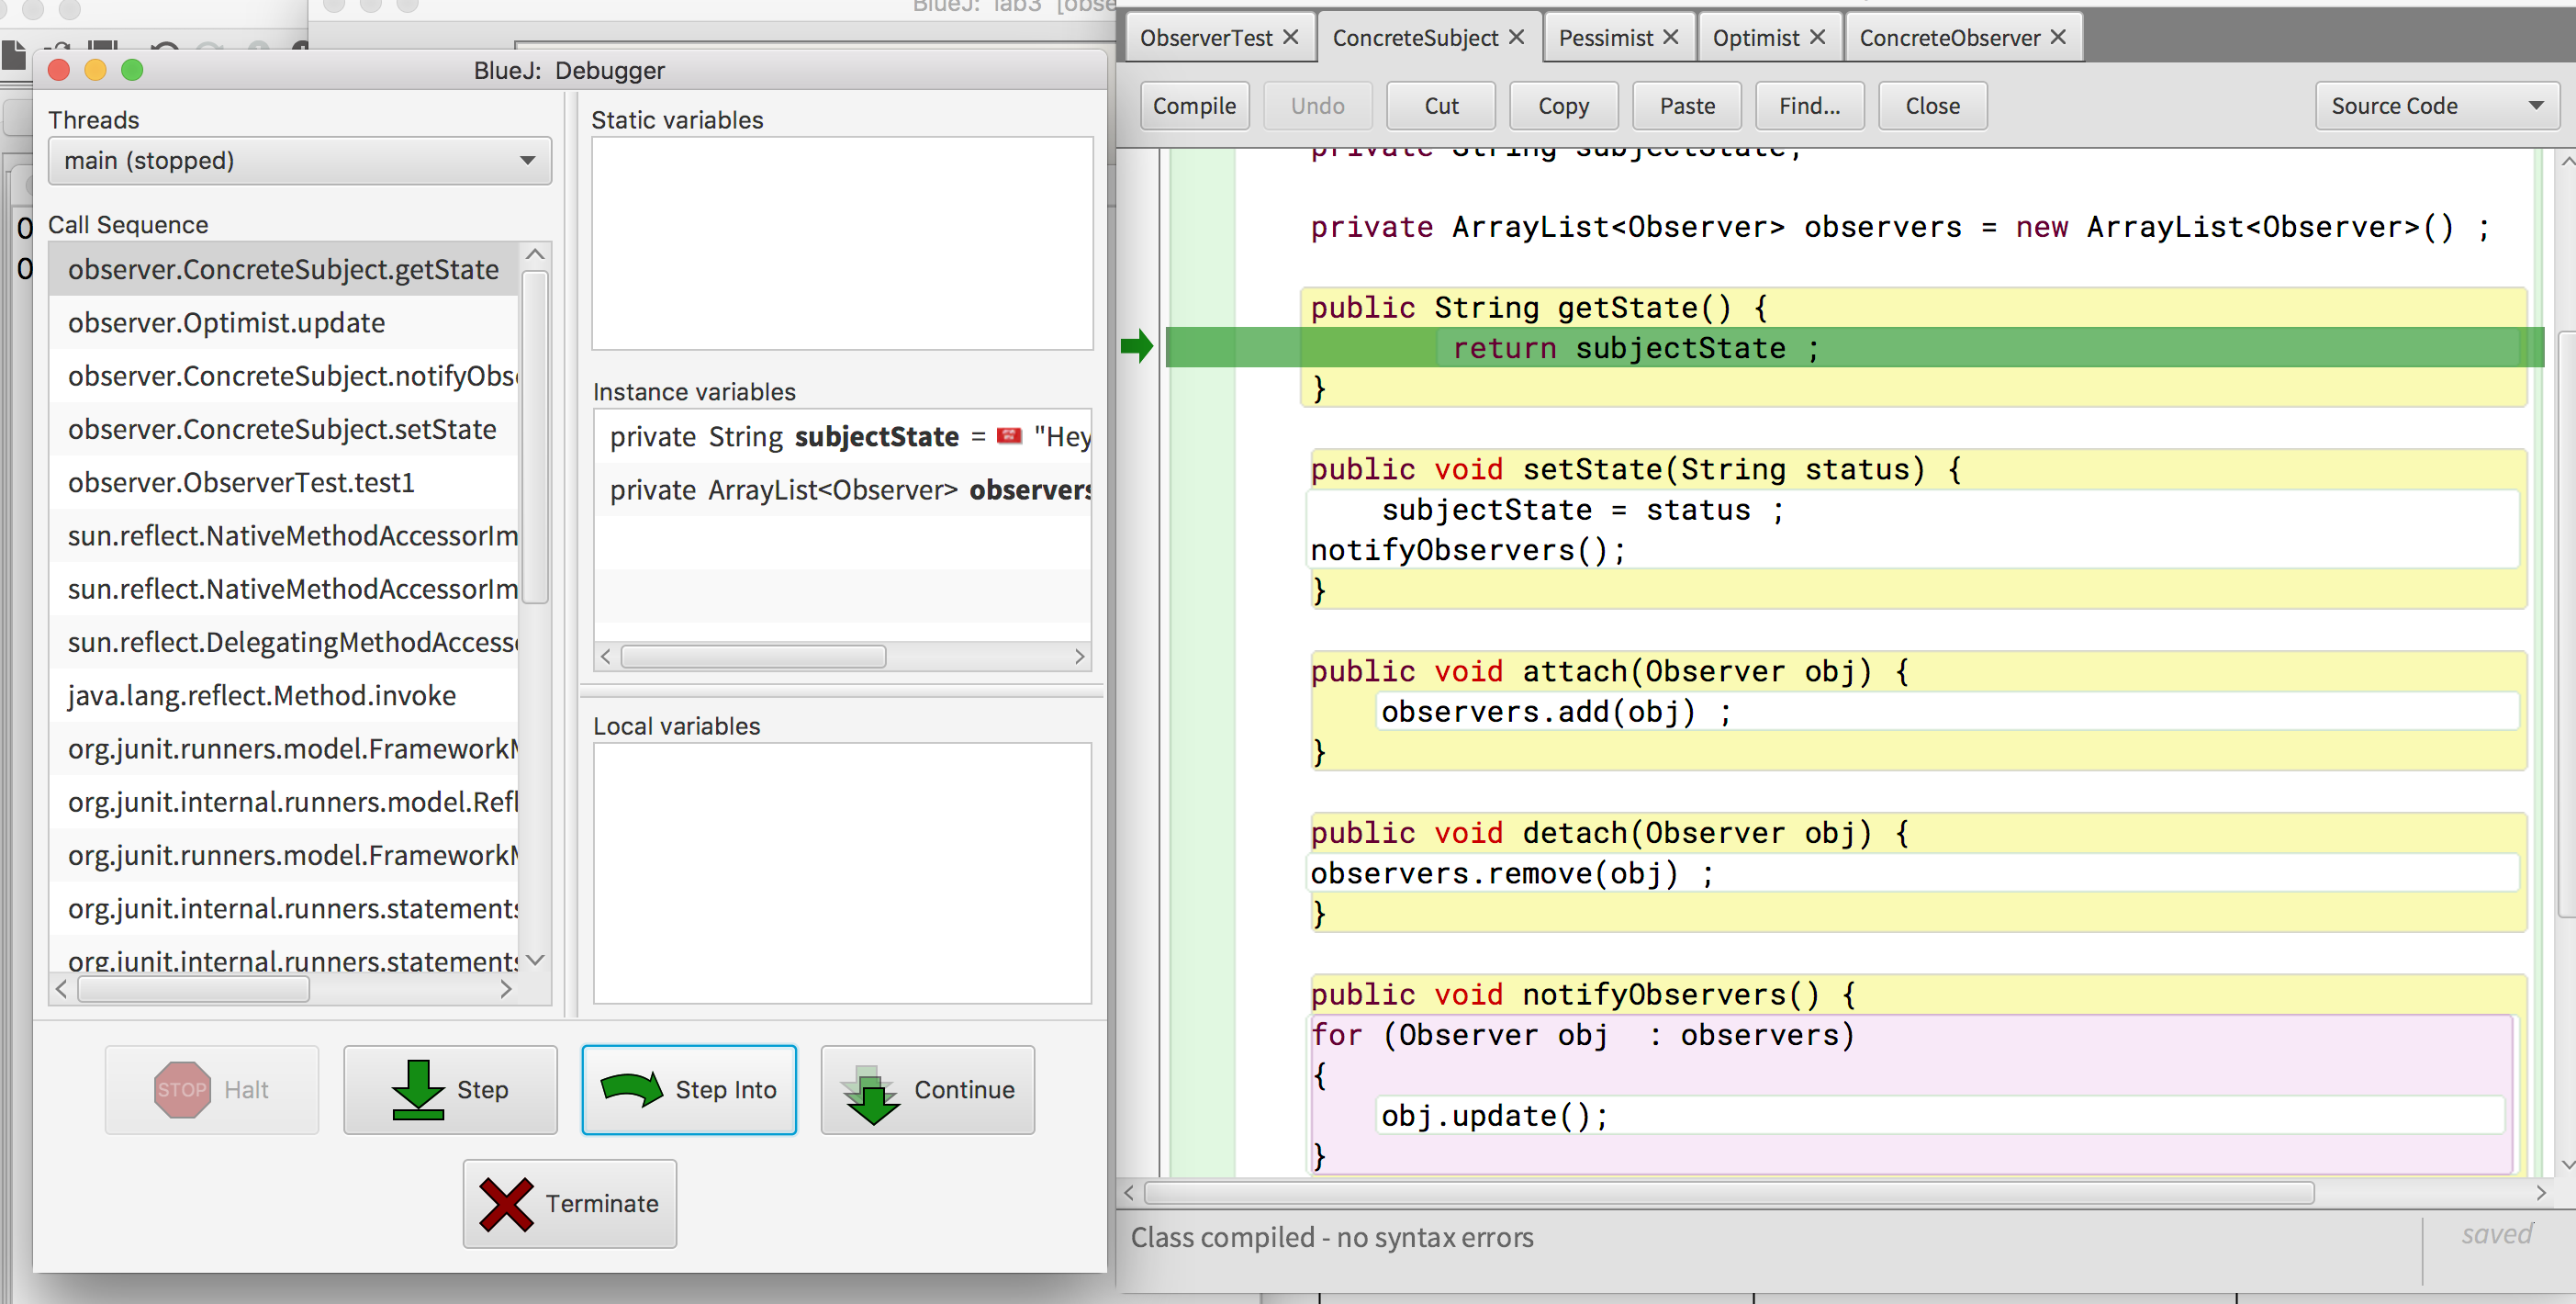 BlueJ: lab3 [obse
BlueJ: Debugger
Threads
main (stopped)
Call Sequence
observer.ConcreteSubject.getState
observer.Optimist.update
observer.ConcreteSubject.notifyObs
observer.ConcreteSubject.setState
observer.ObserverTest.test1
sun.reflect.NativeMethodAccessorIm
sun.reflect.NativeMethodAccessorIm
sun.reflect.DelegatingMethodAccess
java.lang.reflect.Method.invoke
org.junit.runners.model.FrameworkM
org.junit.internal.runners.model.Refl
org.junit.runners.model.FrameworkM
org.junit.internal.runners.statements
org.junit.internal.runners.statements
Static variables
Instance variables
private String subjectState = "Hey
private ArrayList<Observer> observers
Local variables
STOP Halt
Step
Step Into
Continue
Terminate
ObserverTest
ConcreteSubject
Pessimist
Optimist
ConcreteObserver
Compile
Undo
Cut
Copy
Paste
Find...
Close
Source Code
private String subjectState;
private ArrayList<Observer> observers = new ArrayList<Observer>() ;
public String getState() {
return subjectState ;
}
public void setState(String status) {
subjectState = status ;
notifyObservers();
}
public void attach(Observer obj) {
observers.add(obj) ;
}
public void detach(Observer obj) {
observers.remove(obj) ;
}
public void notifyObservers() {
for (Observer obj  : observers)
{
obj.update();
}
Class compiled - no syntax errors
saved